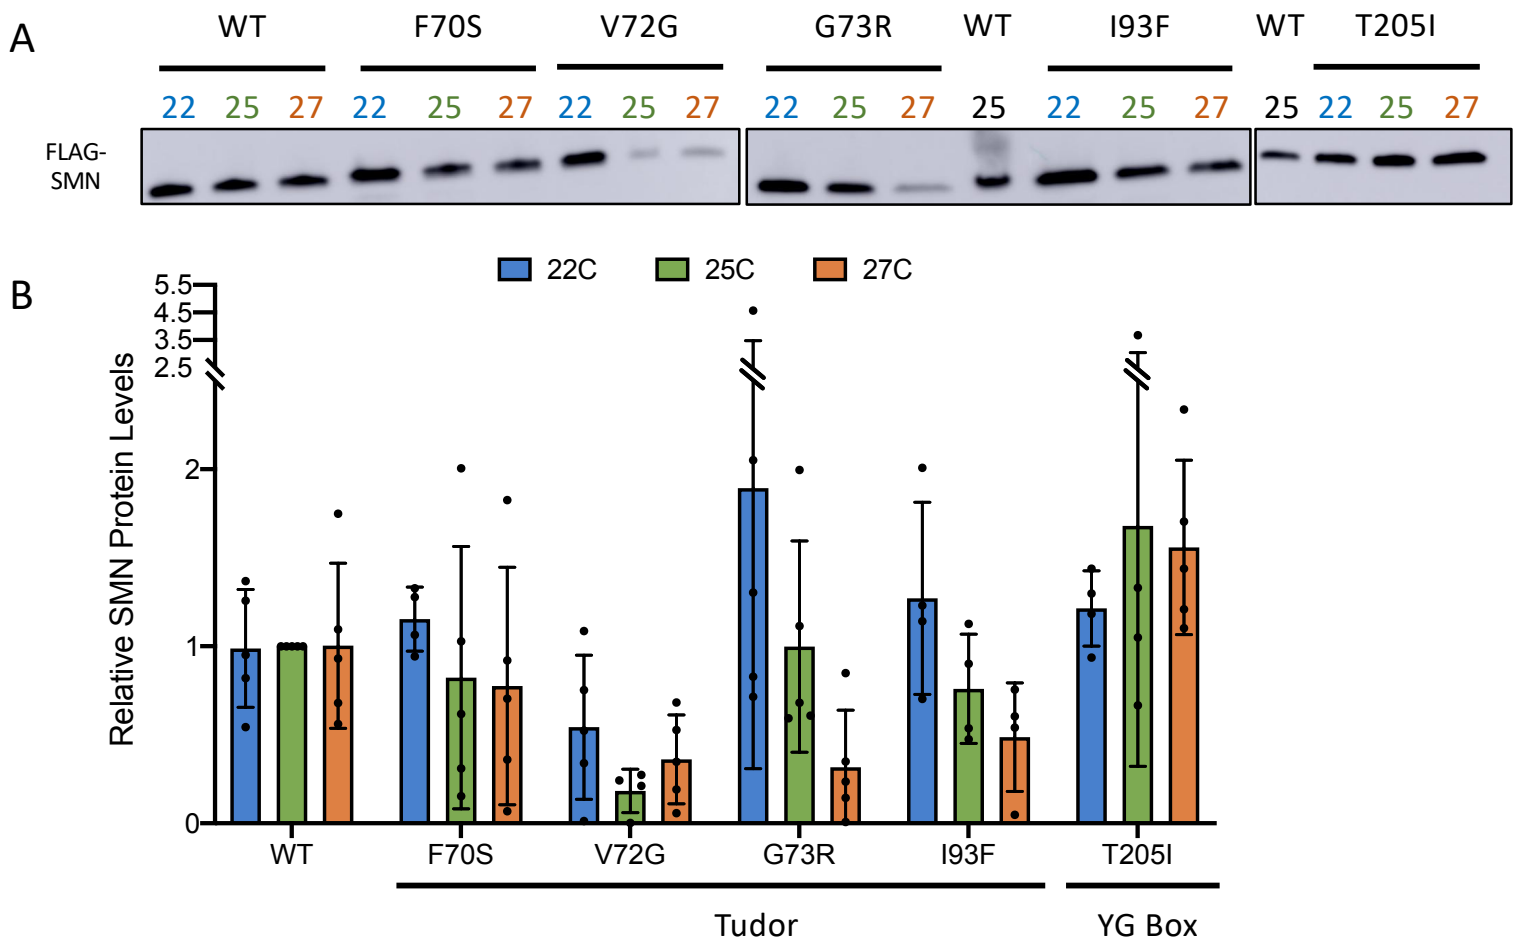 A
WT F70S V72G G73R WT I93F WT T205I
22 25 27 22 25 27 22 25 27 22 25 27 25 22 25 27 25 22 25 27
FLAG-
SMN
B
22C 25C 27C
5.5
4.5
3.5
2.5
2
1
0
Relative SMN Protein Levels
WT F70S V72G G73R I93F T205I
Tudor YG Box